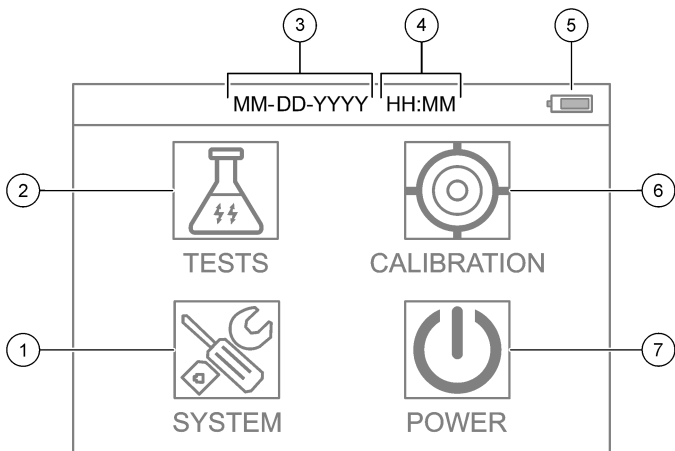 3 4 5
MM-DD-YYYY HH:MM
2 6
TESTS CALIBRATION
1 7
SYSTEM POWER